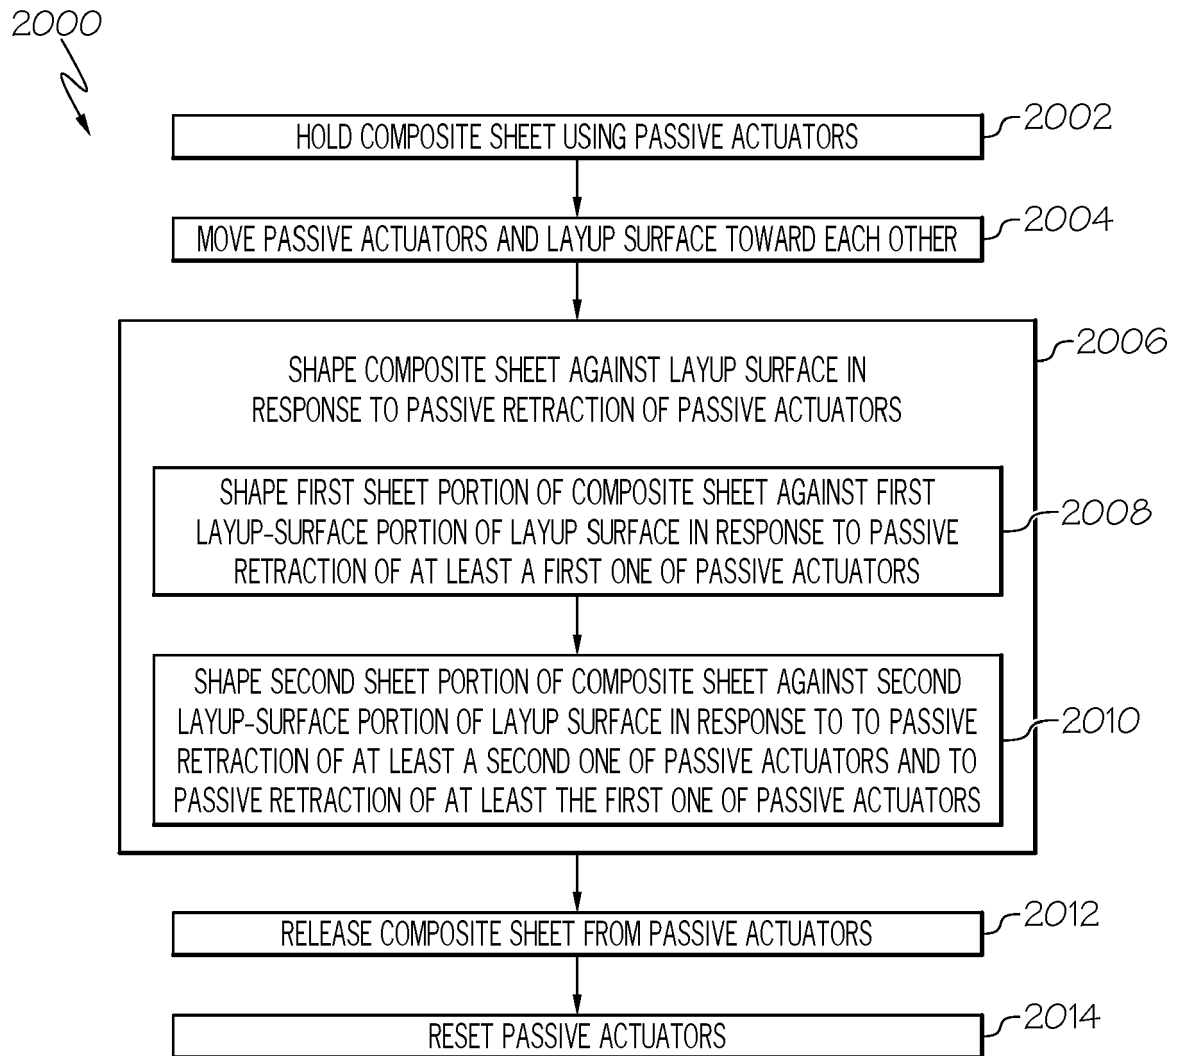 2000
HOLD COMPOSITE SHEET USING PASSIVE ACTUATORS
2002
MOVE PASSIVE ACTUATORS AND LAYUP SURFACE TOWARD EACH OTHER
2004
SHAPE COMPOSITE SHEET AGAINST LAYUP SURFACE IN
RESPONSE TO PASSIVE RETRACTION OF PASSIVE ACTUATORS
2006
SHAPE FIRST SHEET PORTION OF COMPOSITE SHEET AGAINST FIRST
LAYUP-SURFACE PORTION OF LAYUP SURFACE IN RESPONSE TO PASSIVE
RETRACTION OF AT LEAST A FIRST ONE OF PASSIVE ACTUATORS
2008
SHAPE SECOND SHEET PORTION OF COMPOSITE SHEET AGAINST SECOND
LAYUP-SURFACE PORTION OF LAYUP SURFACE IN RESPONSE TO TO PASSIVE
RETRACTION OF AT LEAST A SECOND ONE OF PASSIVE ACTUATORS AND TO
PASSIVE RETRACTION OF AT LEAST THE FIRST ONE OF PASSIVE ACTUATORS
2010
RELEASE COMPOSITE SHEET FROM PASSIVE ACTUATORS
2012
RESET PASSIVE ACTUATORS
2014